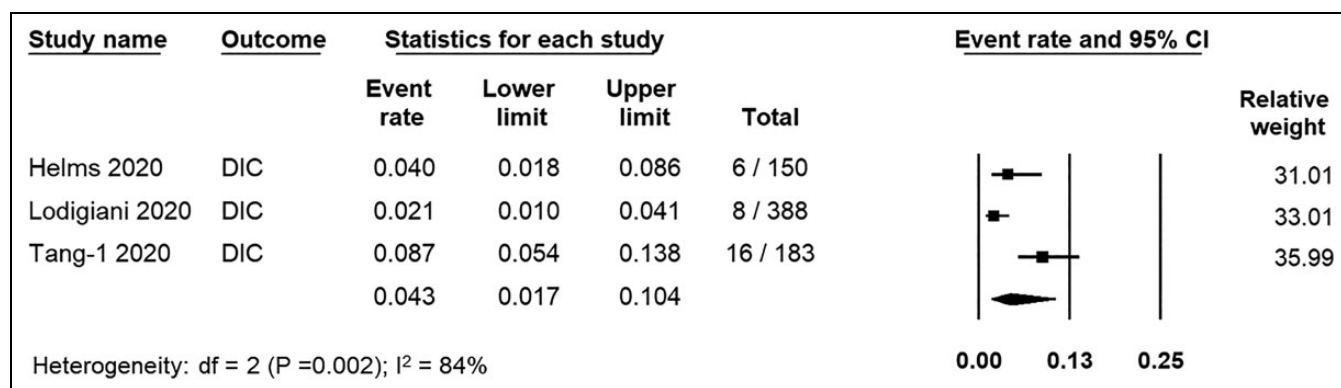 Study name Outcome Statistics for each study Event rate and 95% CI
Event rate Lower limit Upper limit Total Relative weight
Helms 2020 DIC 0.040 0.018 0.086 6 / 150 31.01
Lodigiani 2020 DIC 0.021 0.010 0.041 8 / 388 33.01
Tang-1 2020 DIC 0.087 0.054 0.138 16 / 183 35.99
0.043 0.017 0.104
Heterogeneity: df = 2 (P =0.002); I² = 84% 0.00 0.13 0.25